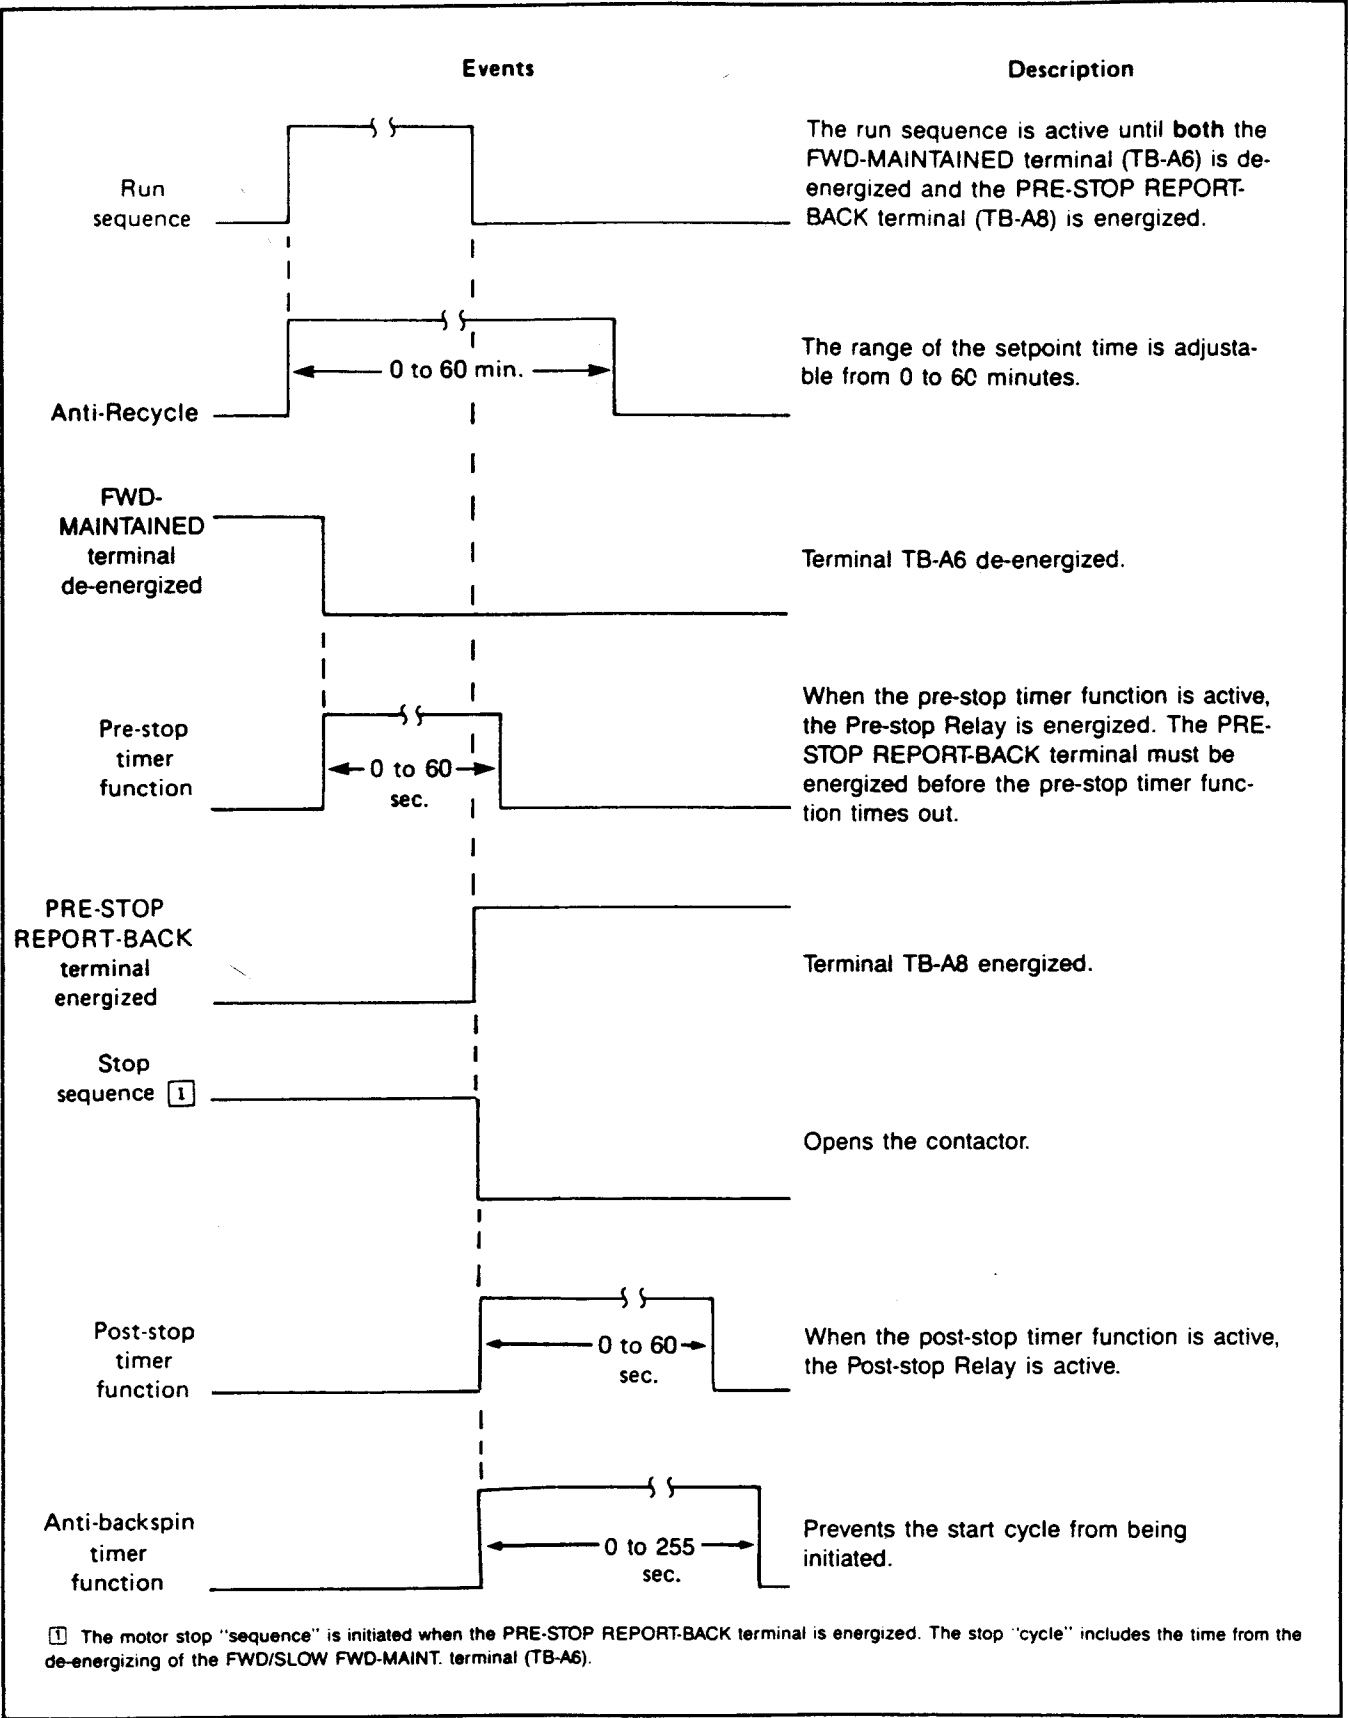 Events Description
Run
sequence
The run sequence is active until both the
FWD-MAINTAINED terminal (TB-A6) is de-
energized and the PRE-STOP REPORT-
BACK terminal (TB-A8) is energized.
Anti-Recycle
0 to 60 min.
The range of the setpoint time is adjusta-
ble from 0 to 60 minutes.
FWD-
MAINTAINED
terminal
de-energized
Terminal TB-A6 de-energized.
Pre-stop
timer
function
0 to 60
sec.
When the pre-stop timer function is active,
the Pre-stop Relay is energized. The PRE-
STOP REPORT-BACK terminal must be
energized before the pre-stop timer func-
tion times out.
PRE-STOP
REPORT-BACK
terminal
energized
Terminal TB-A8 energized.
Stop
sequence 1
Opens the contactor.
Post-stop
timer
function
0 to 60
sec.
When the post-stop timer function is active,
the Post-stop Relay is active.
Anti-backspin
timer
function
0 to 255
sec.
Prevents the start cycle from being
initiated.
1 The motor stop "sequence" is initiated when the PRE-STOP REPORT-BACK terminal is energized. The stop "cycle" includes the time from the
de-energizing of the FWD/SLOW FWD-MAINT. terminal (TB-A6).